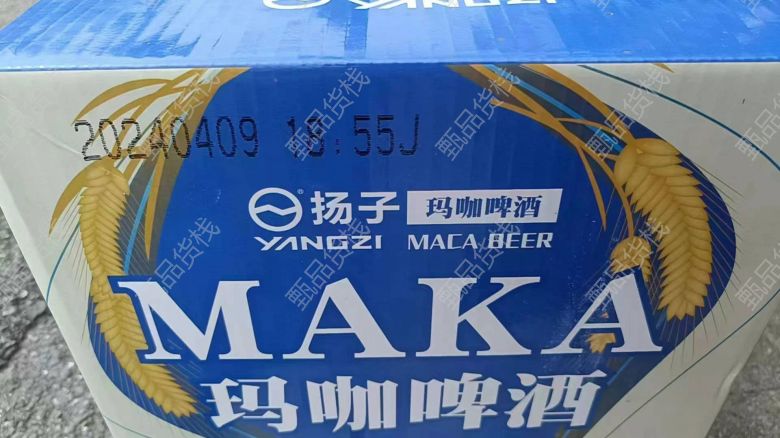 20240409 18:55J
扬子 玛咖啤酒
YANGZI MACA BEER
MAKA
玛咖啤酒
甄品货栈